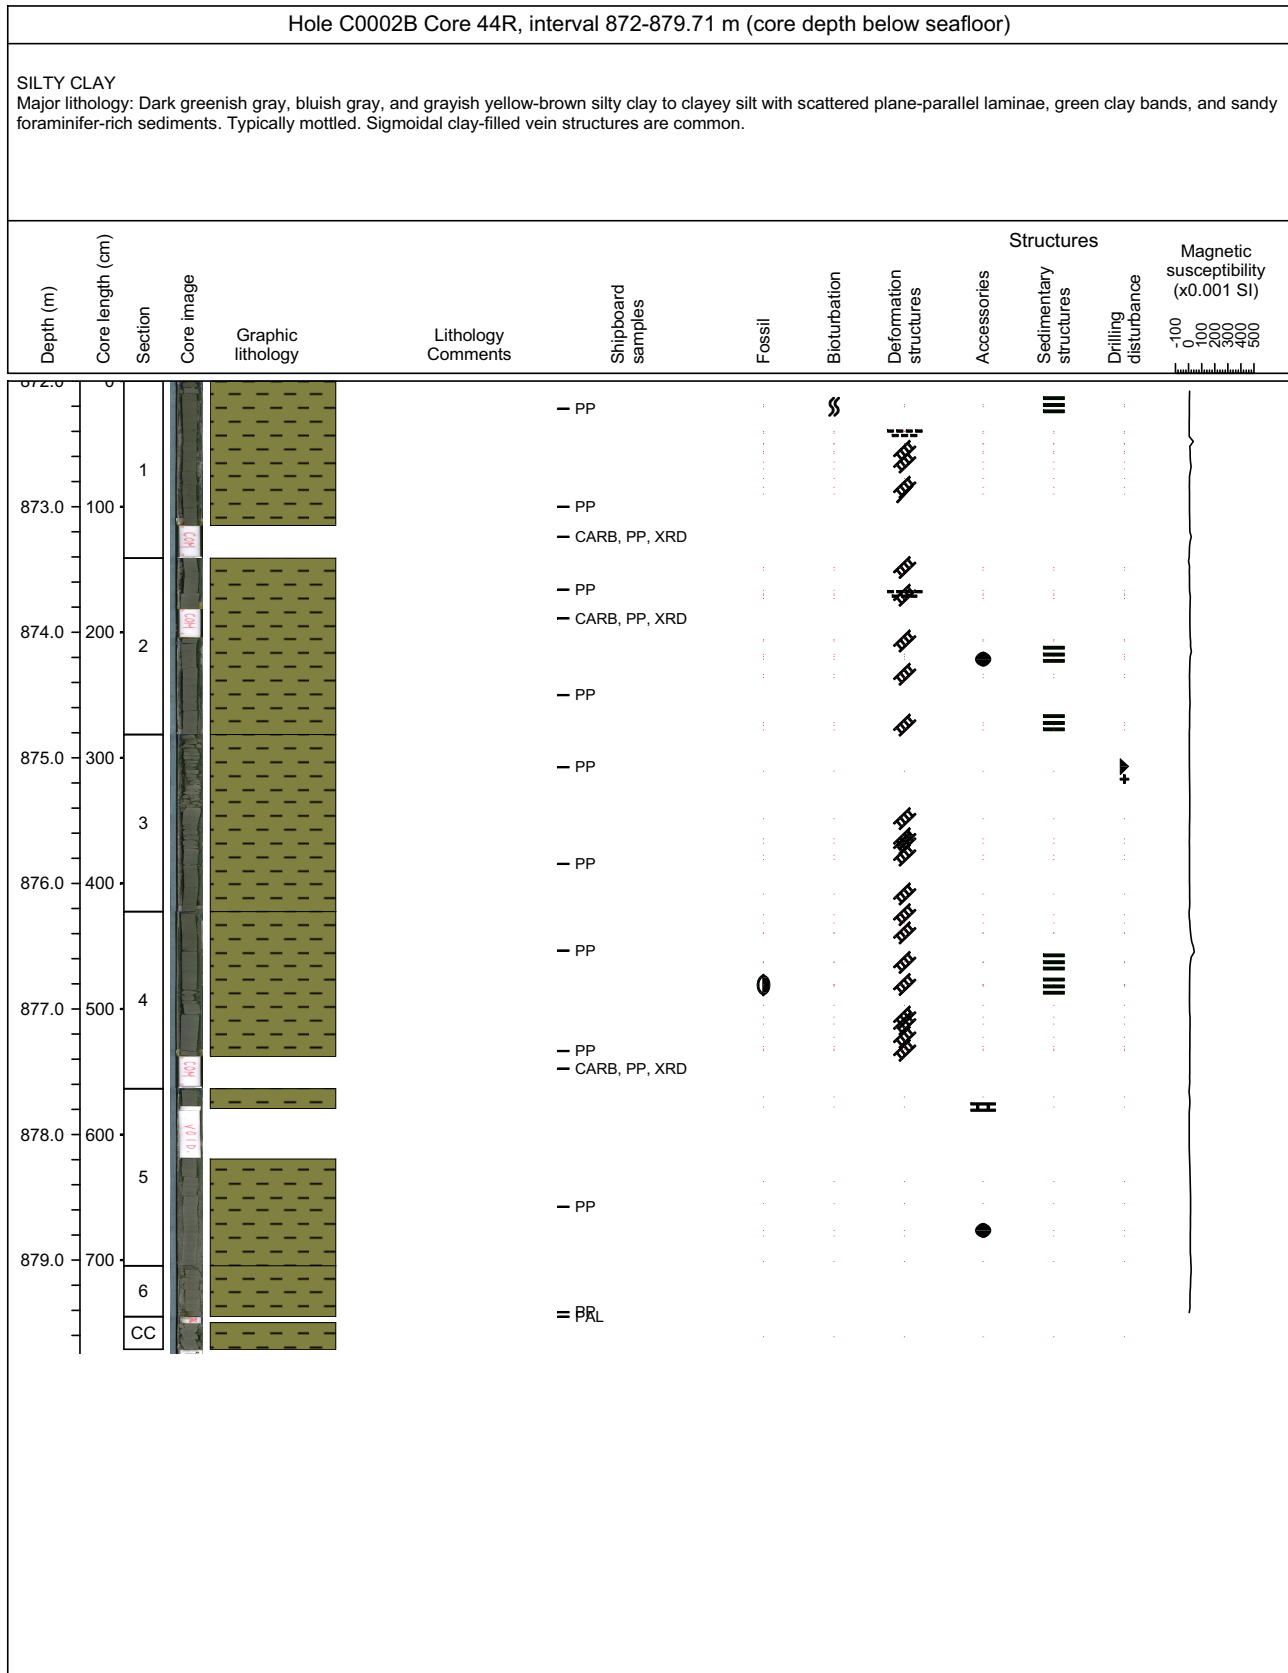 Hole C0002B Core 44R, interval 872-879.71 m (core depth below seafloor)
SILTY CLAY
Major lithology: Dark greenish gray, bluish gray, and grayish yellow-brown silty clay to clayey silt with scattered plane-parallel laminae, green clay bands, and sandy
foraminifer-rich sediments. Typically mottled. Sigmoidal clay-filled vein structures are common.
Depth (m)
Core length (cm)
Section
Core image
Graphic
lithology
Lithology
Comments
Shipboard
samples
Fossil
Bioturbation
Deformation
structures
Accessories
Structures
Sedimentary
structures
Drilling
disturbance
Magnetic
susceptibility
(x0.001 SI)
-100
0
100
200
300
400
500
872.0
0
PP
1
873.0
100
PP
COM
CARB, PP, XRD
PP
COM
CARB, PP, XRD
874.0
200
2
PP
875.0
300
PP
3
PP
876.0
400
PP
4
877.0
500
PP
COM
CARB, PP, XRD
878.0
600
VOID
5
PP
PP
879.0
700
6
PAL
CC